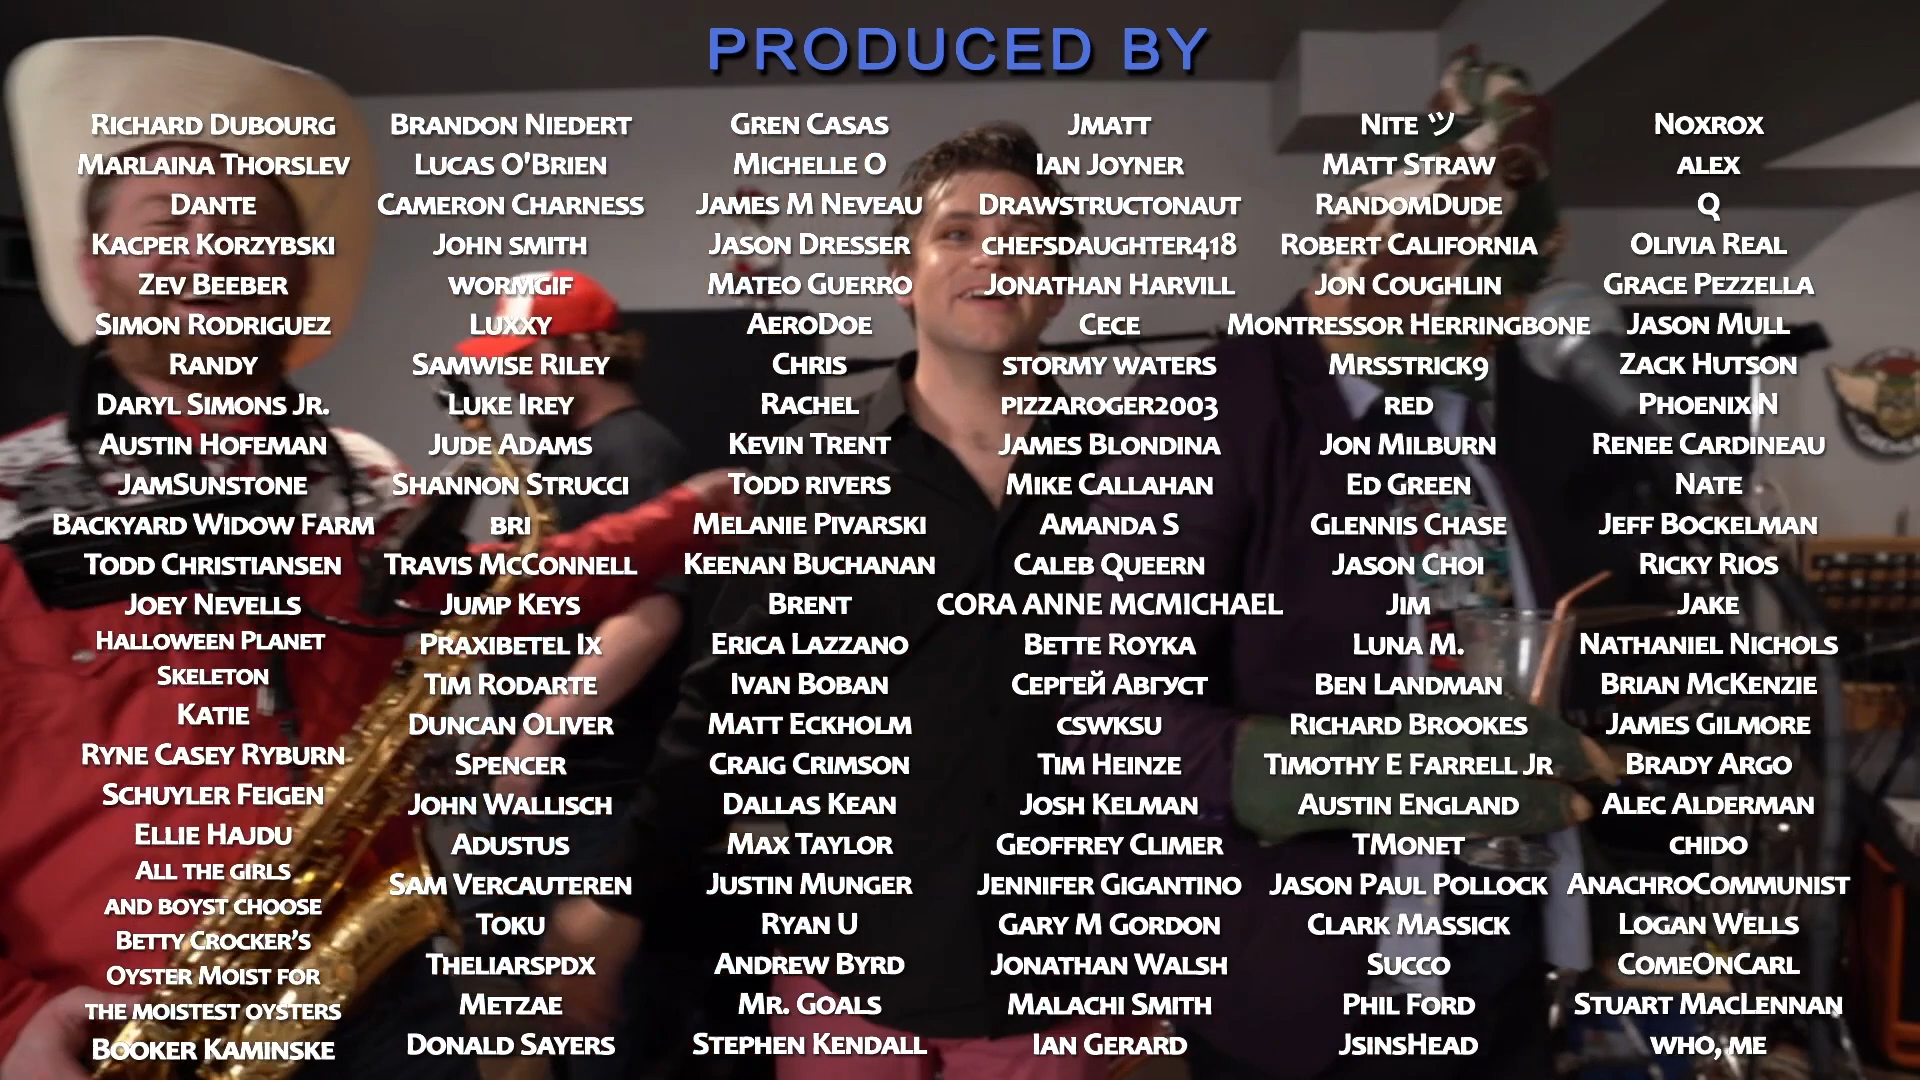 PRODUCED BY
Richard Dubourg
Marlaina Thorslev
Dante
Kacper Korzybski
Zev Beeber
Simon Rodriguez
Randy
Daryl Simons Jr.
Austin Hofeman
JamSunstone
Backyard Widow Farm
Todd Christiansen
Joey Nevells
Halloween Planet
Skeleton
Katie
Ryne Casey Ryburn
Schuyler Feigen
Ellie Hajdu
All the girls
and boyst choose
Betty Crocker's
Oyster Moist for
the moistest oysters
Booker Kaminske
Brandon Niedert
Lucas O'Brien
Cameron Charness
John smith
wormgif
Luxxy
Samwise Riley
Luke Irey
Jude Adams
Shannon Strucci
bri
Travis McConnell
Jump Keys
Praxibetel Ix
Tim Rodarte
Duncan Oliver
Spencer
John Wallisch
Adustus
Sam Vercauteren
Toku
Theliarspdx
Metzae
Donald Sayers
Gren Casas
Michelle O
James M Neveau
Jason Dresser
Mateo Guerro
AeroDoe
Chris
Rachel
Kevin Trent
Todd rivers
Melanie Pivarski
Keenan Buchanan
Brent
Erica Lazzano
Ivan Boban
Matt Eckholm
Craig Crimson
Dallas Kean
Max Taylor
Justin Munger
Ryan U
Andrew Byrd
Mr. Goals
Stephen Kendall
Jmatt
Ian Joyner
Drawstructonaut
chefsdaughter418
Jonathan Harvill
Cece
stormy waters
pizzaroger2003
James Blondina
Mike Callahan
Amanda S
Caleb Queern
CORA ANNE MCMICHAEL
Bette Royka
Сергей Август
cswksu
Tim Heinze
Josh Kelman
Geoffrey Climer
Jennifer Gigantino
Gary M Gordon
Jonathan Walsh
Malachi Smith
Ian Gerard
Nite ツ
Matt Straw
RandomDude
Robert California
Jon Coughlin
Montressor Herringbone
Mrsstrick9
red
Jon Milburn
Ed Green
Glennis Chase
Jason Choi
Jim
Luna M.
Ben Landman
Richard Brookes
Timothy E Farrell Jr
Austin England
TMonet
Jason Paul Pollock
Clark Massick
Succo
Phil Ford
JsinsHead
Noxrox
alex
Q
Olivia Real
Grace Pezzella
Jason Mull
Zack Hutson
Phoenix N
Renee Cardineau
Nate
Jeff Bockelman
Ricky Rios
Jake
Nathaniel Nichols
Brian McKenzie
James Gilmore
Brady Argo
Alec Alderman
chido
AnachroCommunist
Logan Wells
ComeOnCarl
Stuart MacLennan
who, me